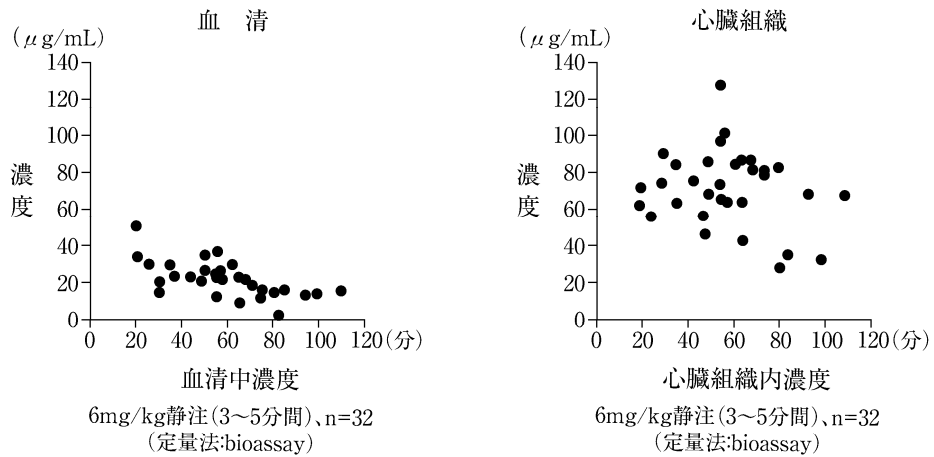 血 清
(μg/mL)
140
120
100
80
60
40
20
0
濃度
0 20 40 60 80 100 120(分)
血清中濃度
6mg/kg静注(3～5分間)、n=32
(定量法:bioassay)
心臓組織
(μg/mL)
140
120
100
80
60
40
20
0
濃度
0 20 40 60 80 100 120(分)
心臓組織内濃度
6mg/kg静注(3～5分間)、n=32
(定量法:bioassay)